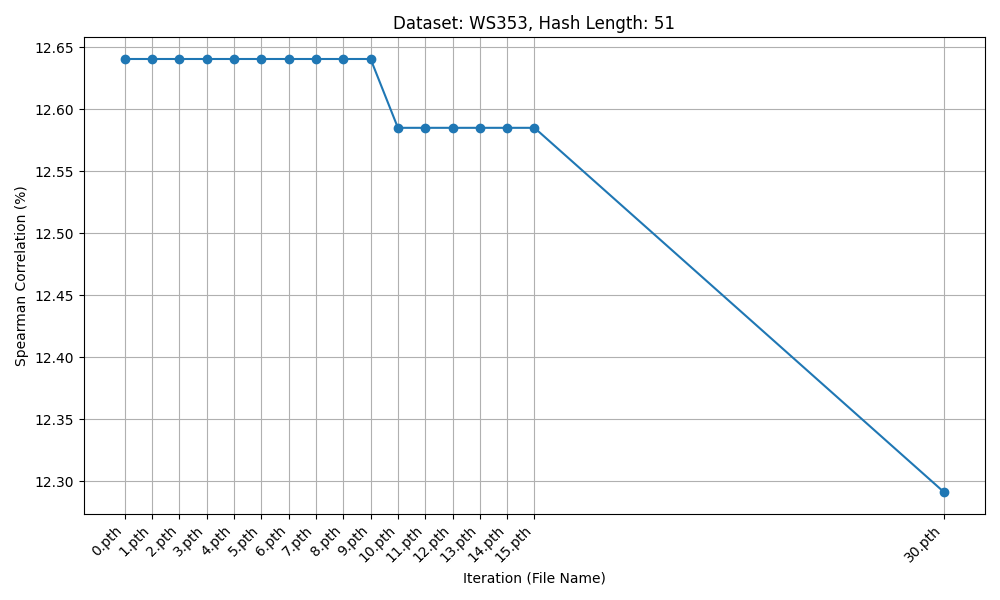 Dataset: WS353, Hash Length: 51
Spearman Correlation (%)
12.65
12.60
12.55
12.50
12.45
12.40
12.35
12.30
0.pth
1.pth
2.pth
3.pth
4.pth
5.pth
6.pth
7.pth
8.pth
9.pth
10.pth
11.pth
12.pth
13.pth
14.pth
15.pth
30.pth
Iteration (File Name)